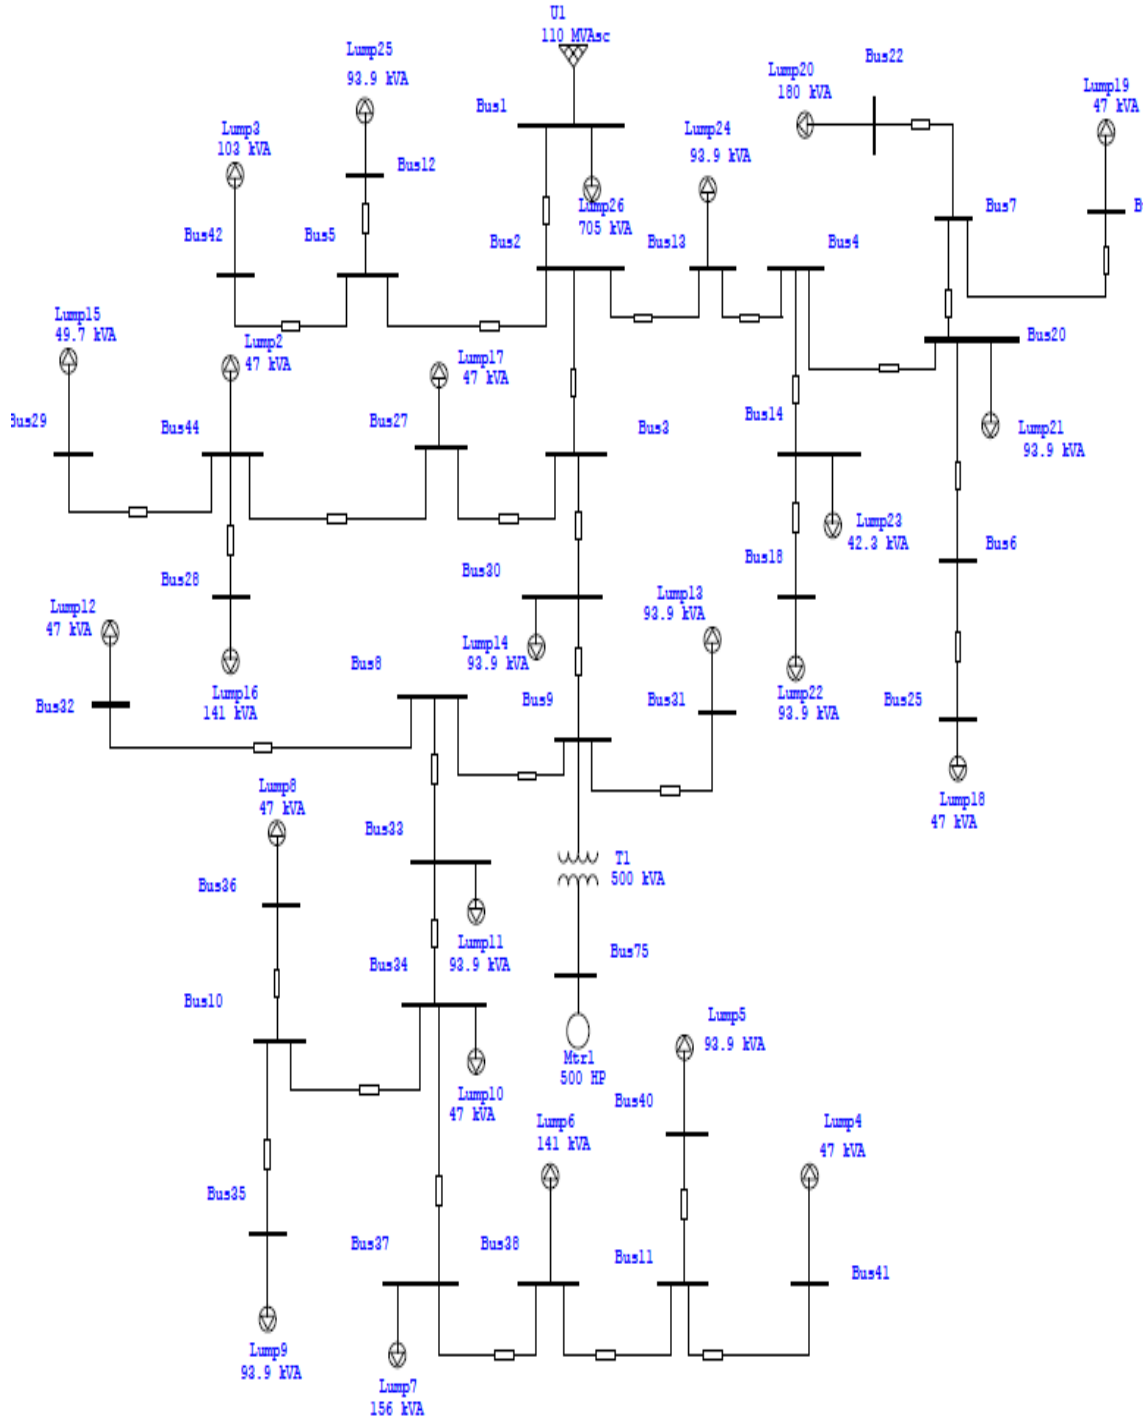 U1
110 MVAsc
Lump25
93.9 kVA
Bus22
Lump20
180 kVA
Lump19
47 kVA
Bus1
Lump3
103 kVA
Lump24
93.9 kVA
Bus12
Lump26
705 kVA
Bus7
B
Bus42
Bus5
Bus2
Bus13
Bus4
Lump15
49.7 kVA
Lump2
47 kVA
Lump17
47 kVA
Bus20
Bus29
Bus44
Bus27
Bus3
Bus14
Lump21
93.9 kVA
Lump23
42.3 kVA
Bus28
Bus30
Bus18
Bus6
Lump12
47 kVA
Lump13
93.9 kVA
Lump14
93.9 kVA
Bus8
Lump16
141 kVA
Bus32
Bus9
Bus31
Lump22
93.9 kVA
Bus25
Lump8
47 kVA
Lump18
47 kVA
Bus33
T1
500 kVA
Bus36
Lump11
93.9 kVA
Bus34
Bus75
Bus10
Lump5
93.9 kVA
Mtr1
500 HP
Lump10
47 kVA
Bus40
Lump6
141 kVA
Lump4
47 kVA
Bus35
Bus37
Bus38
Bus11
Bus41
Lump9
93.9 kVA
Lump7
156 kVA